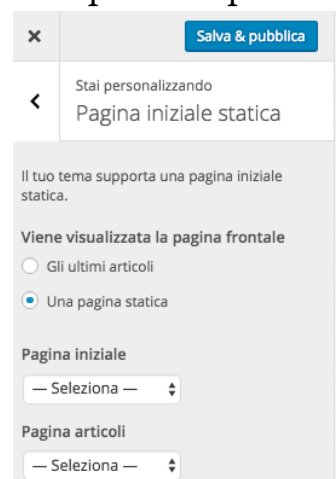 Salva & pubblica
Stai personalizzando
Pagina iniziale statica
Il tuo tema supporta una pagina iniziale
statica.
Viene visualizzata la pagina frontale
Gli ultimi articoli
Una pagina statica
Pagina iniziale
— Seleziona —
Pagina articoli
— Seleziona —